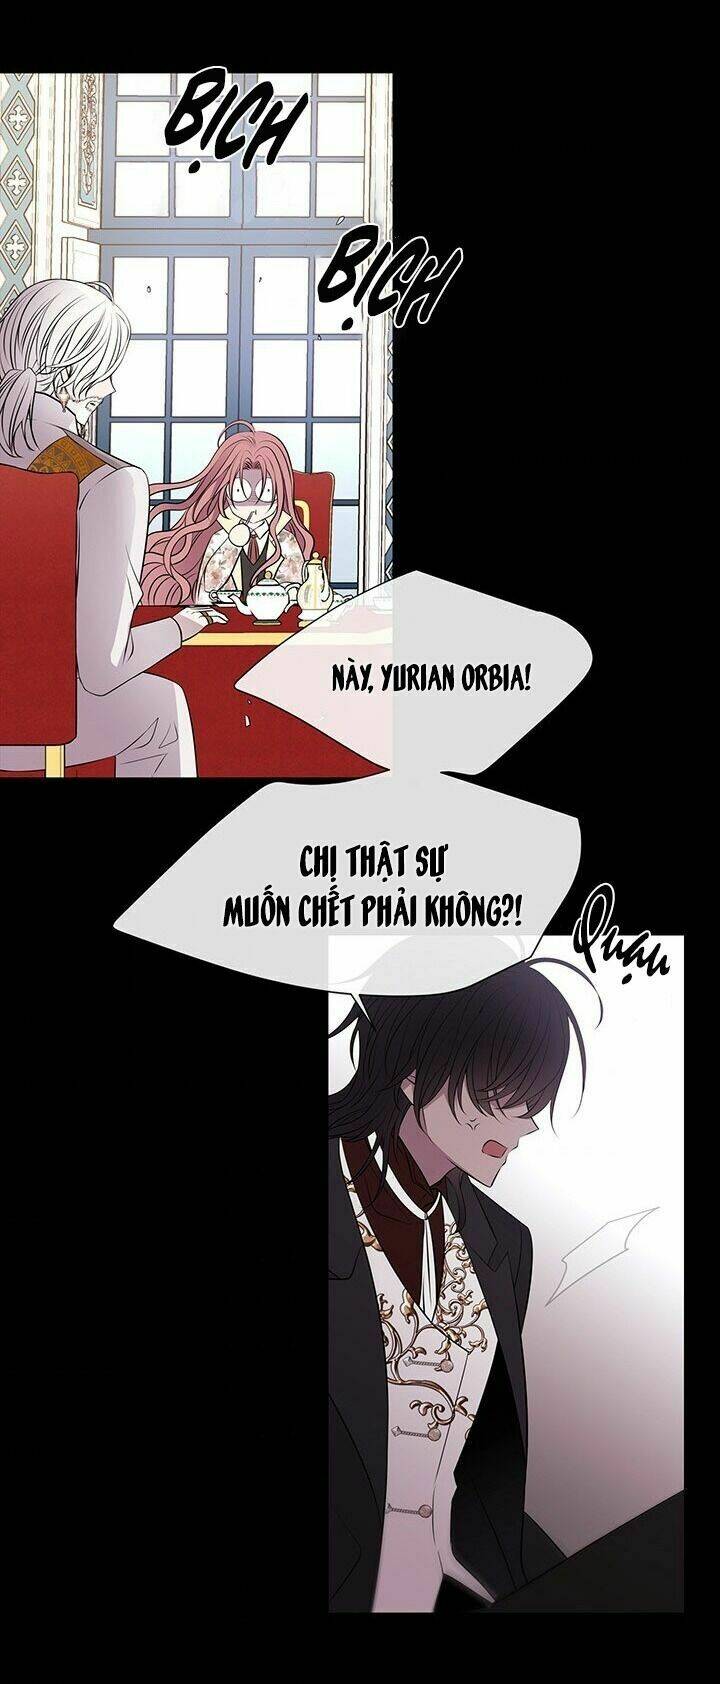 BỊCH
BỊCH
NÀY, YURIAN ORBIA!
CHỊ THẬT SỰ
MUỐN CHẾT PHẢI KHÔNG?!
Quạu